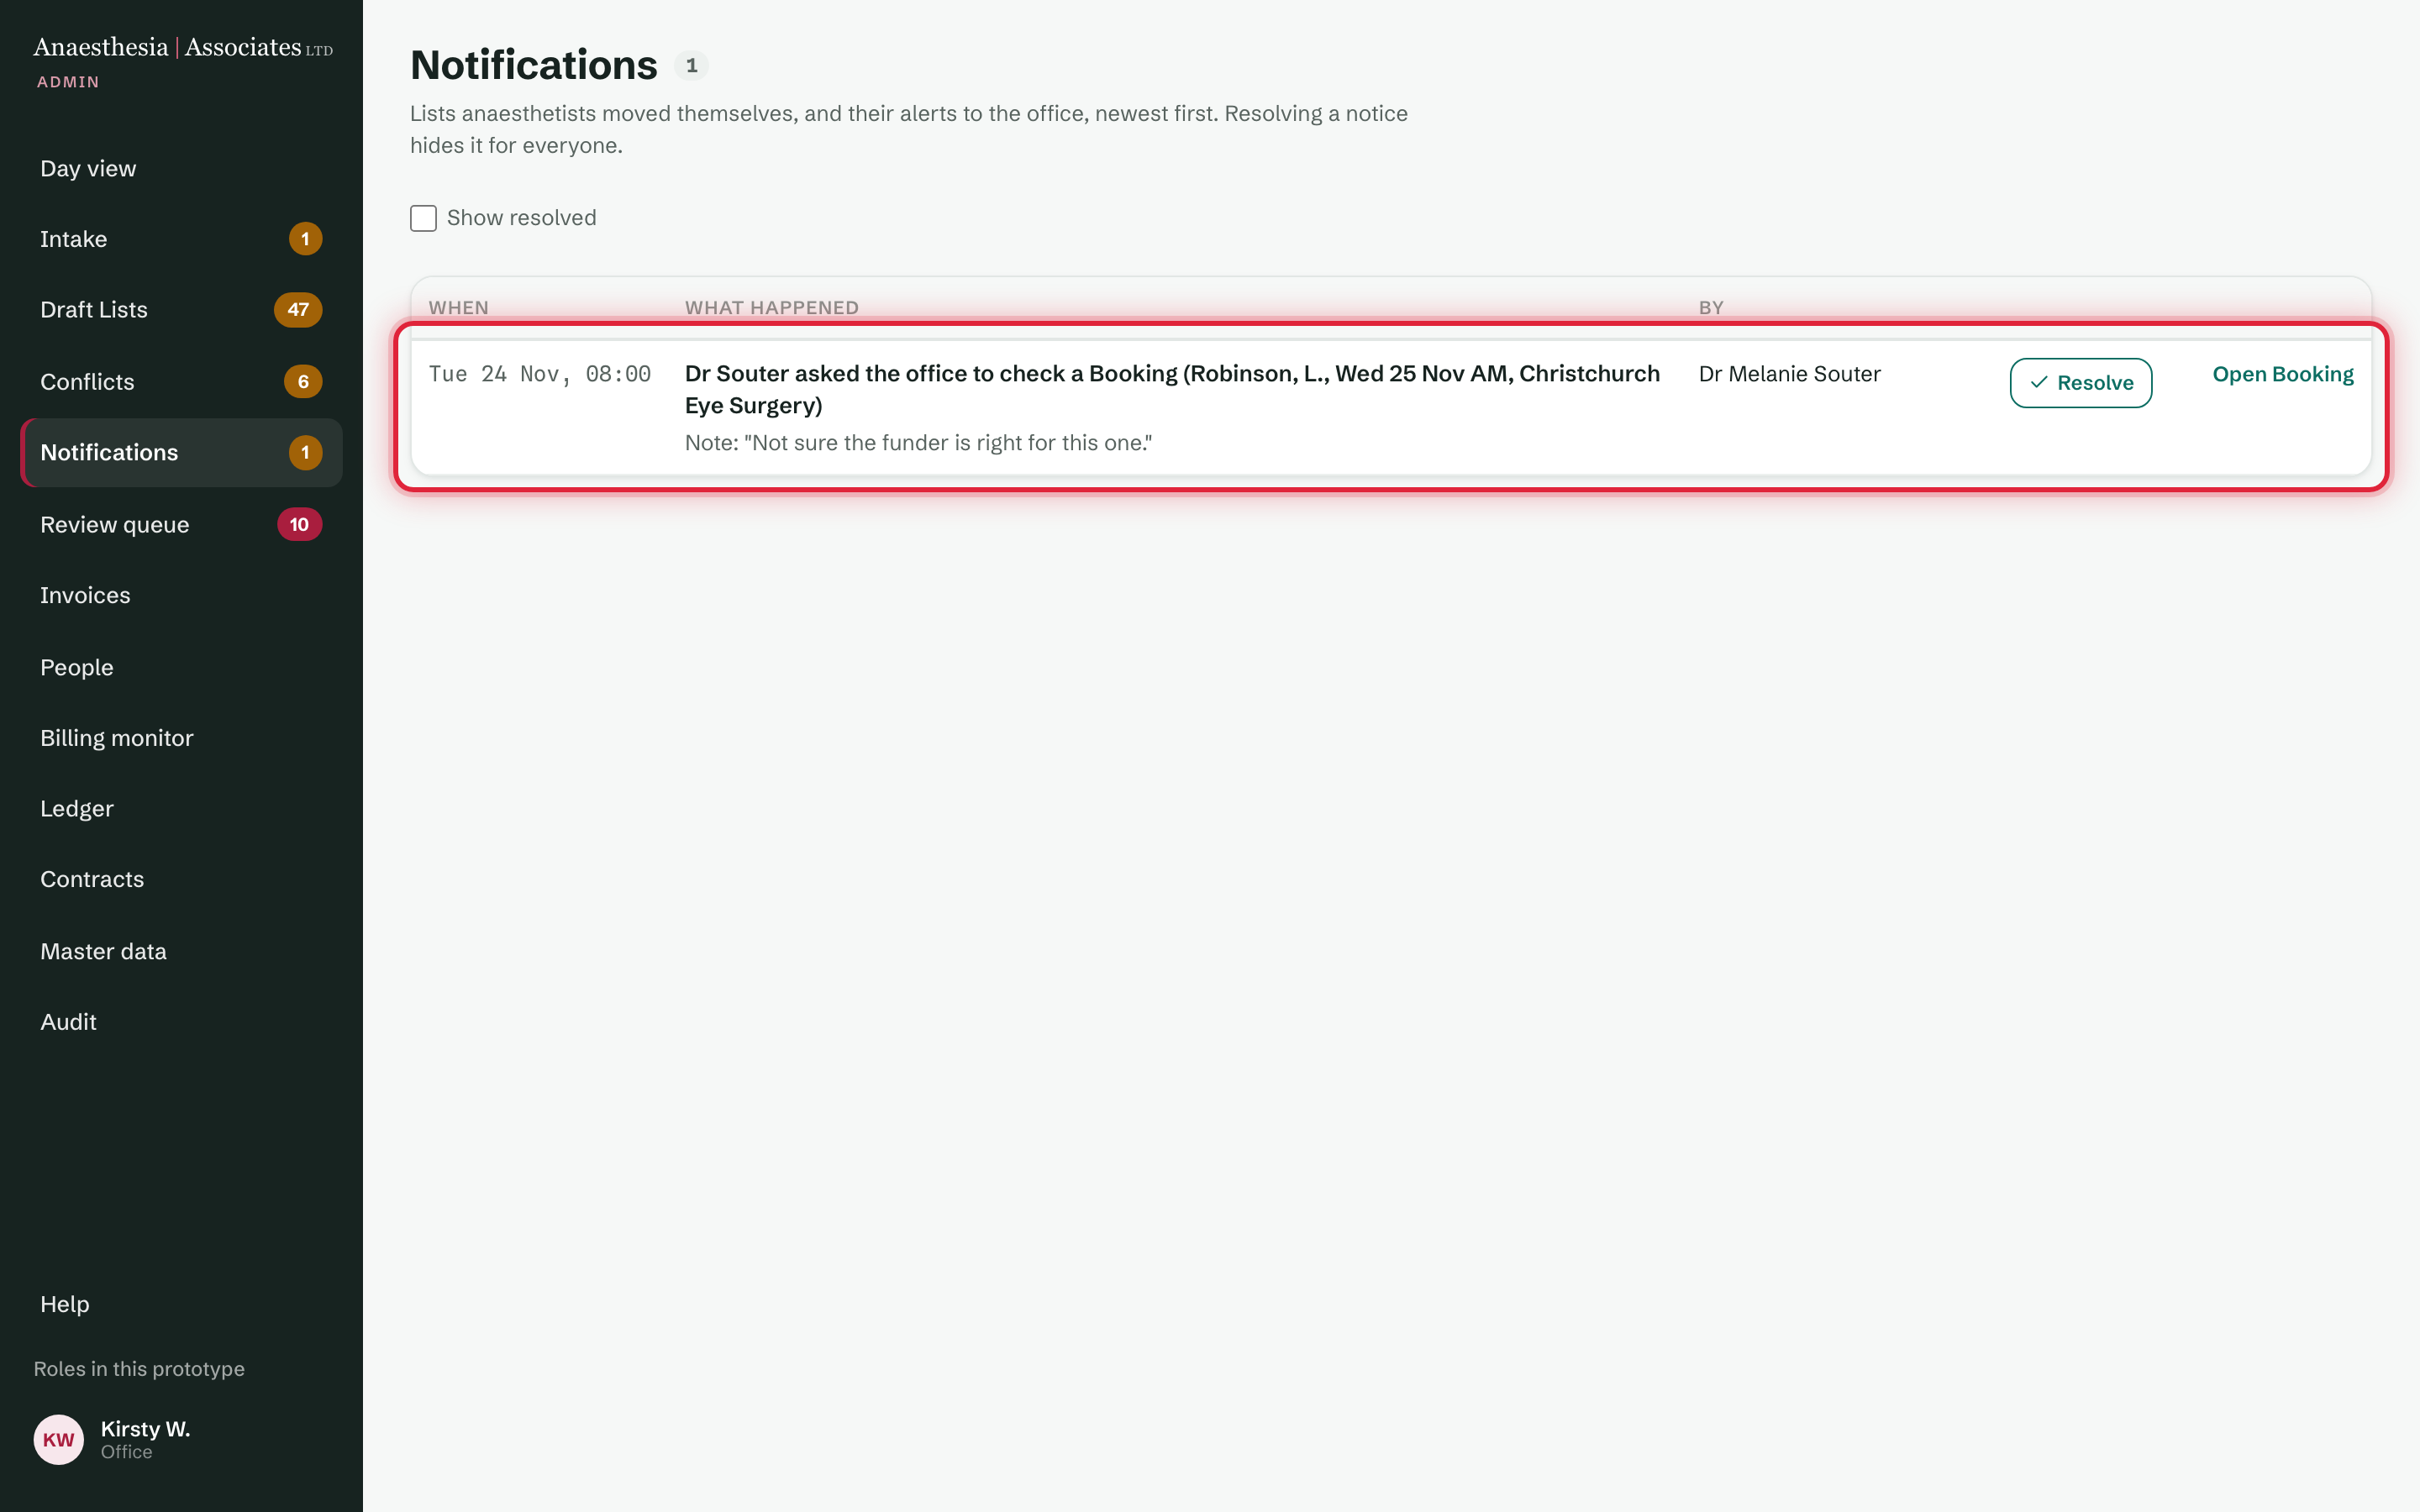 Anaesthesia | Associates LTD
ADMIN
Day view
Intake 1
Draft Lists 47
Conflicts 6
Notifications 1
Review queue 10
Invoices
People
Billing monitor
Ledger
Contracts
Master data
Audit
Help
Roles in this prototype
KW Kirsty W.
Office
Notifications 1
Lists anaesthetists moved themselves, and their alerts to the office, newest first. Resolving a notice
hides it for everyone.
Show resolved
WHEN WHAT HAPPENED BY
Tue 24 Nov, 08:00 Dr Souter asked the office to check a Booking (Robinson, L., Wed 25 Nov AM, Christchurch Dr Melanie Souter Resolve Open Booking
Eye Surgery)
Note: "Not sure the funder is right for this one."